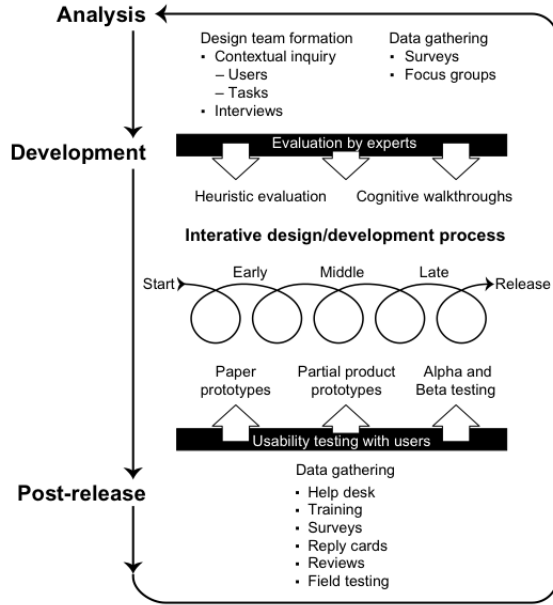 Analysis
Design team formation
▪ Contextual inquiry
– Users
– Tasks
▪ Interviews
Data gathering
▪ Surveys
▪ Focus groups
Development
Evaluation by experts
Heuristic evaluation
Cognitive walkthroughs
Interative design/development process
Start
Early
Middle
Late
Release
Paper
prototypes
Partial product
prototypes
Alpha and
Beta testing
Usability testing with users
Post-release
Data gathering
▪ Help desk
▪ Training
▪ Surveys
▪ Reply cards
▪ Reviews
▪ Field testing